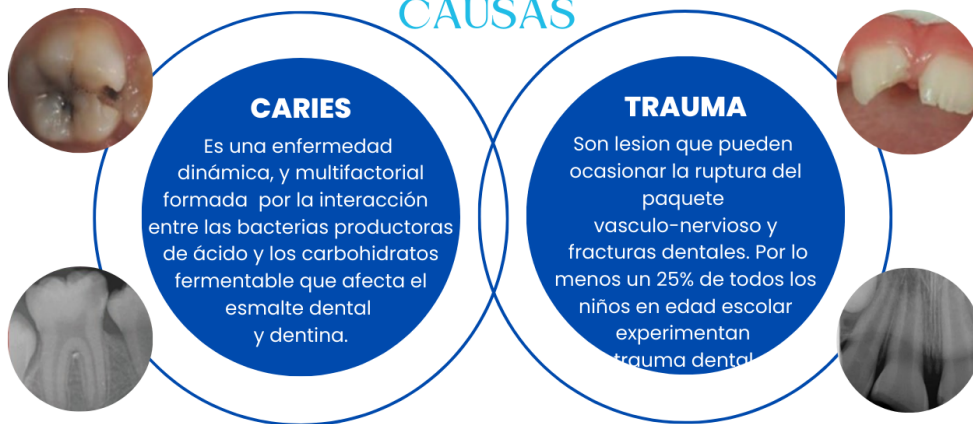 CAUSAS
CARIES
Es una enfermedad
dinámica, y multifactorial
formada por la interacción
entre las bacterias productoras
de ácido y los carbohidratos
fermentable que afecta el
esmalte dental
y dentina.
TRAUMA
Son lesion que pueden
ocasionar la ruptura del
paquete
vasculo-nervioso y
fracturas dentales. Por lo
menos un 25% de todos los
niños en edad escolar
experimentan
trauma dental